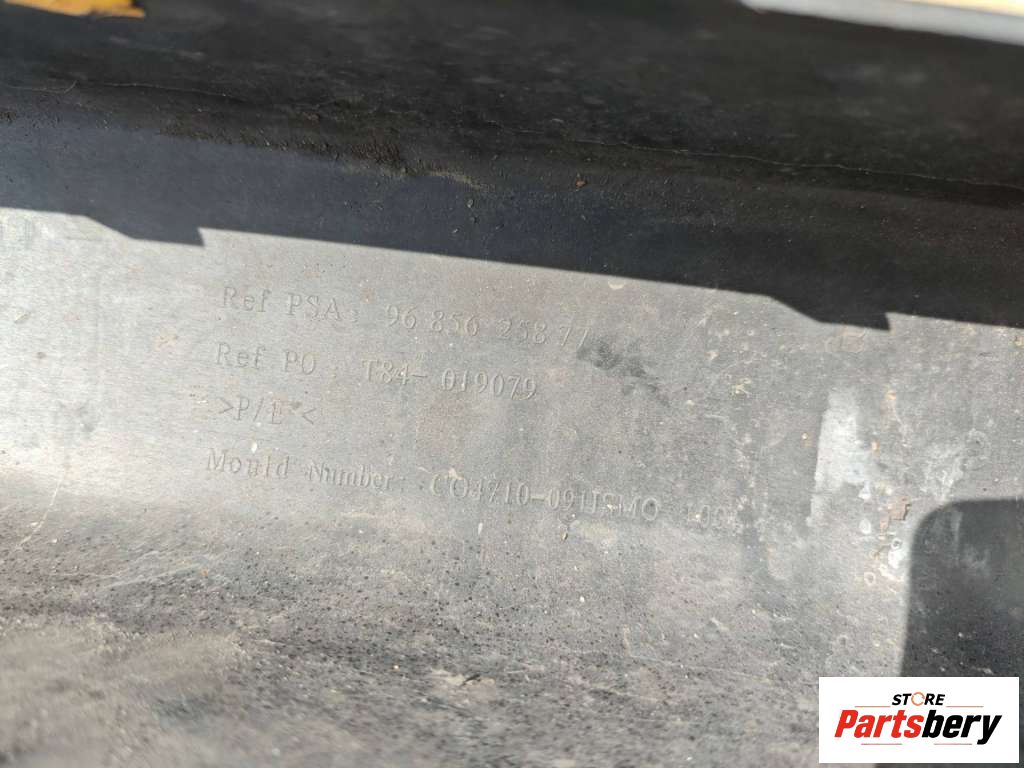 Ref PSA : 96 856 258 77
Ref PO : T84- 019079
>P/E <
Mould Number:
STORE
Partsbery